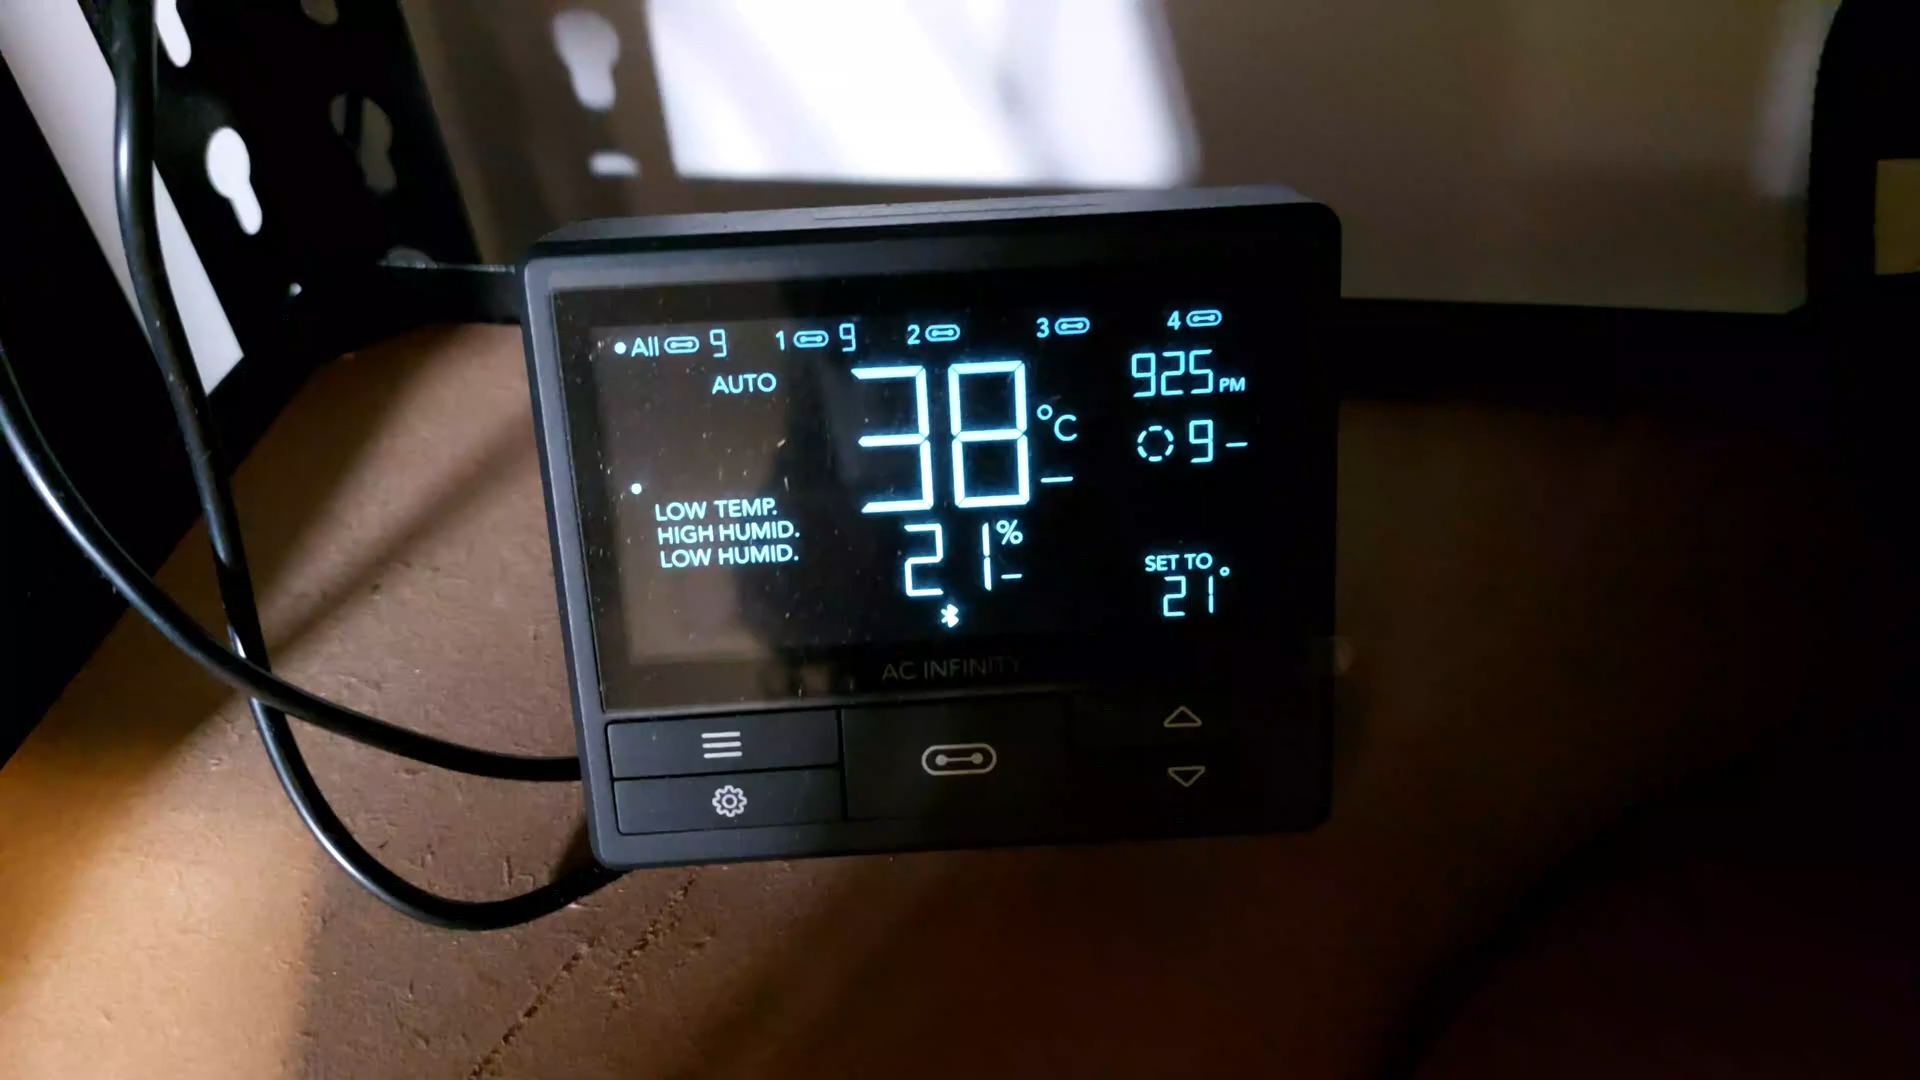 All 9 1 9 2 3 4
AUTO
38 °C
925 PM
9 –
LOW TEMP.
HIGH HUMID.
LOW HUMID.
21 %
SET TO
21°
AC INFINITY